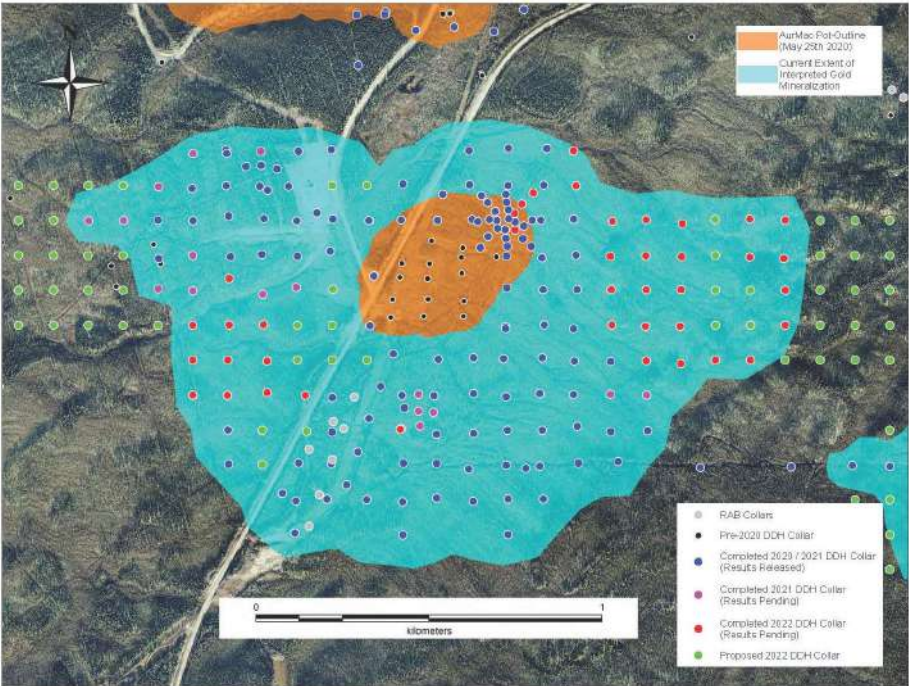 N
AurMac Pit-Outline
(May 25th 2020)
Current Extent of
Interpreted Gold
Mineralization
RAB Collars
Pre-2020 DDH Collar
Completed 2020 / 2021 DDH Collar
(Results Released)
Completed 2021 DDH Collar
(Results Pending)
Completed 2022 DDH Collar
(Results Pending)
Proposed 2022 DDH Collar
0 1
kilometers